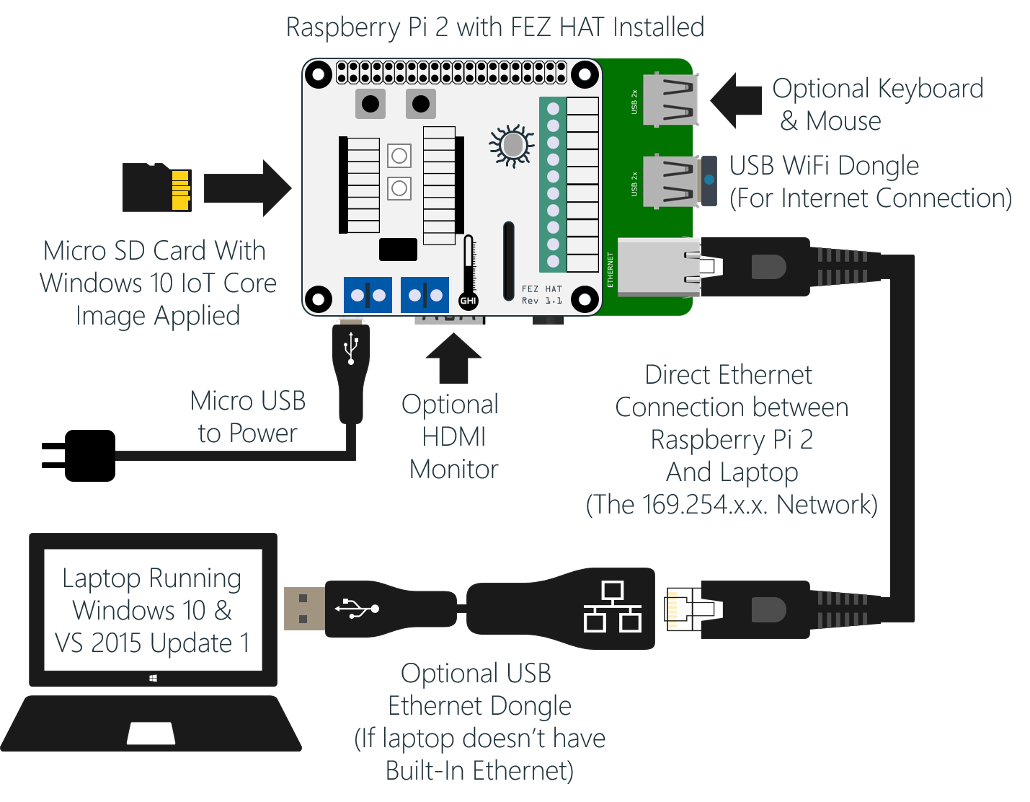 Raspberry Pi 2 with FEZ HAT Installed
USB 2x
Optional Keyboard
& Mouse
USB 2x
USB WiFi Dongle
(For Internet Connection)
Micro SD Card With
Windows 10 IoT Core
Image Applied
ETHERNET
GHI
FEZ HAT
Rev 1.1
Micro USB
to Power
Optional
HDMI
Monitor
Direct Ethernet
Connection between
Raspberry Pi 2
And Laptop
(The 169.254.x.x. Network)
Laptop Running
Windows 10 &
VS 2015 Update 1
Optional USB
Ethernet Dongle
(If laptop doesn't have
Built-In Ethernet)